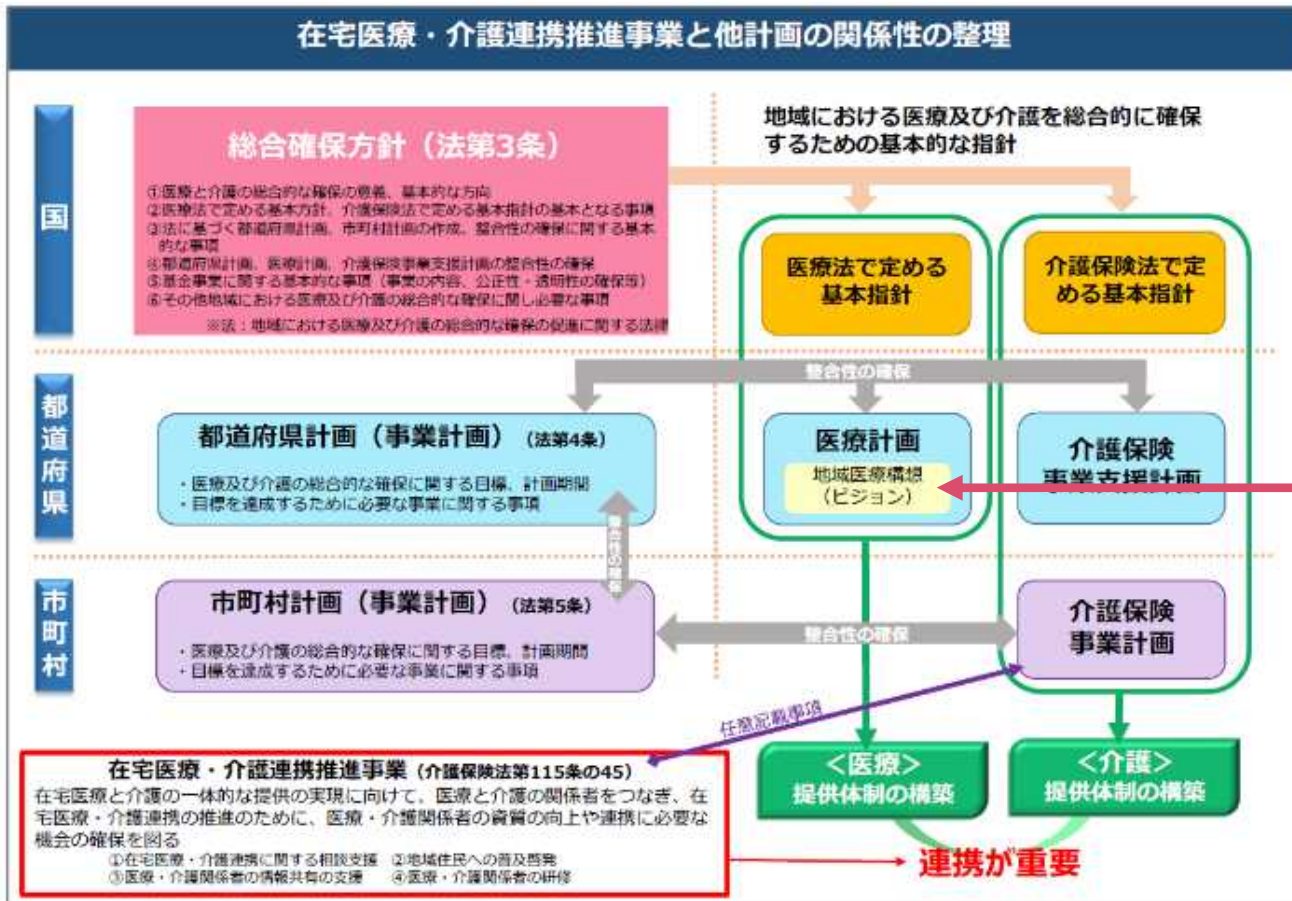 在宅医療・介護連携推進事業と他計画の関係性の整理
国
総合確保方針（法第3条）
①医療と介護の総合的な確保の意義、基本的な方向
②医療法で定める基本方針、介護保険法で定める基本指針の基本となる事項
③法に基づく都道府県計画、市町村計画の作成、整合性の確保に関する基本
的な事項
④都道府県計画、医療計画、介護保険事業支援計画の整合性の確保
⑤基金事業に関する基本的な事項（事業の内容、公正性・透明性の確保等）
⑥その他地域における医療及び介護の総合的な確保に関し必要な事項
※法：地域における医療及び介護の総合的な確保の促進に関する法律
地域における医療及び介護を総合的に確保
するための基本的な指針
医療法で定める
基本指針
介護保険法で定
める基本指針
都道府県
整合性の確保
都道府県計画（事業計画）（法第4条）
・医療及び介護の総合的な確保に関する目標、計画期間
・目標を達成するために必要な事業に関する事項
医療計画
地域医療構想
（ビジョン）
介護保険
事業支援計画
整合性の確保
市町村
市町村計画（事業計画）（法第5条）
・医療及び介護の総合的な確保に関する目標、計画期間
・目標を達成するために必要な事業に関する事項
整合性の確保
介護保険
事業計画
任意記載事項
在宅医療・介護連携推進事業（介護保険法第115条の45）
在宅医療と介護の一体的な提供の実現に向けて、医療と介護の関係者をつなぎ、在
宅医療・介護連携の推進のために、医療・介護関係者の資質の向上や連携に必要な
機会の確保を図る
①在宅医療・介護連携に関する相談支援 ②地域住民への普及啓発
③医療・介護関係者の情報共有の支援 ④医療・介護関係者の研修
＜医療＞
提供体制の構築
＜介護＞
提供体制の構築
連携が重要